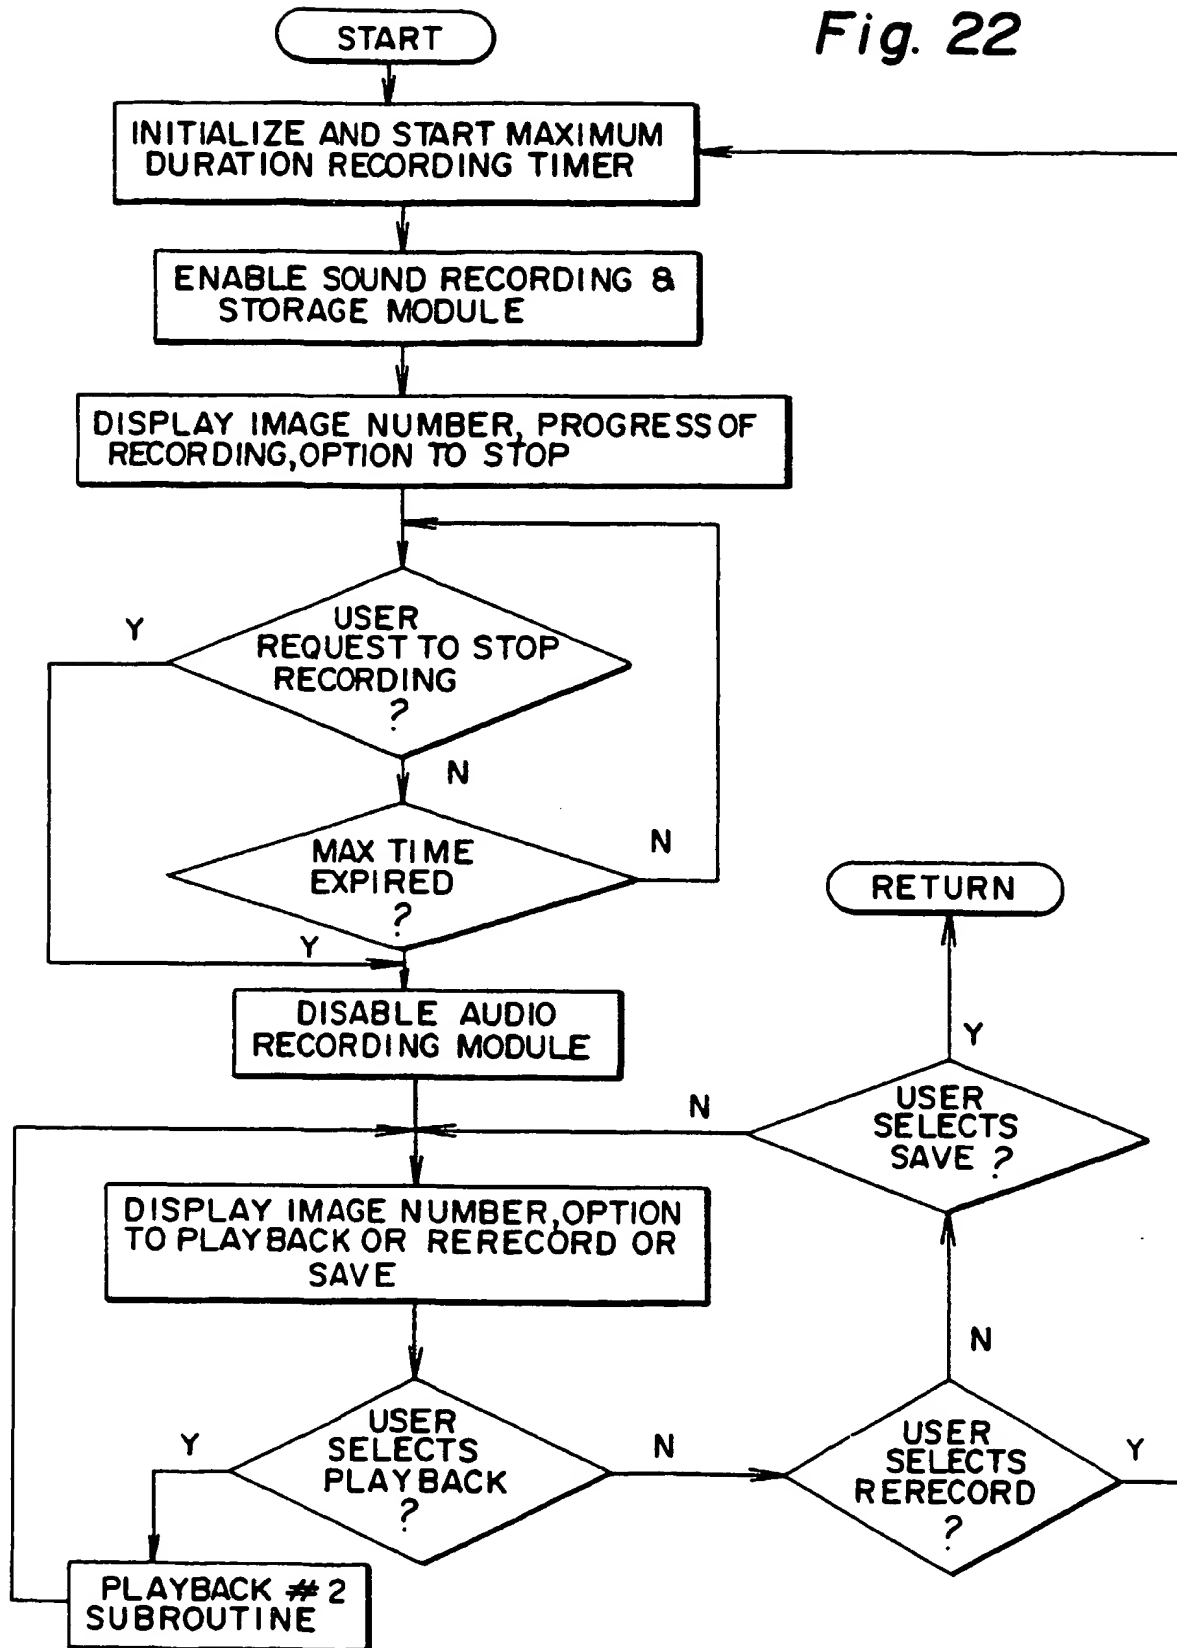 Fig. 22
START
INITIALIZE AND START MAXIMUM
DURATION RECORDING TIMER
ENABLE SOUND RECORDING &
STORAGE MODULE
DISPLAY IMAGE NUMBER, PROGRESS OF
RECORDING, OPTION TO STOP
USER
REQUEST TO STOP
RECORDING
?
Y
N
MAX TIME
EXPIRED
?
N
Y
DISABLE AUDIO
RECORDING MODULE
DISPLAY IMAGE NUMBER, OPTION
TO PLAYBACK OR RERECORD OR
SAVE
USER
SELECTS
PLAYBACK
?
Y
N
PLAYBACK # 2
SUBROUTINE
USER
SELECTS
RERECORD
?
Y
N
USER
SELECTS
SAVE ?
N
Y
RETURN